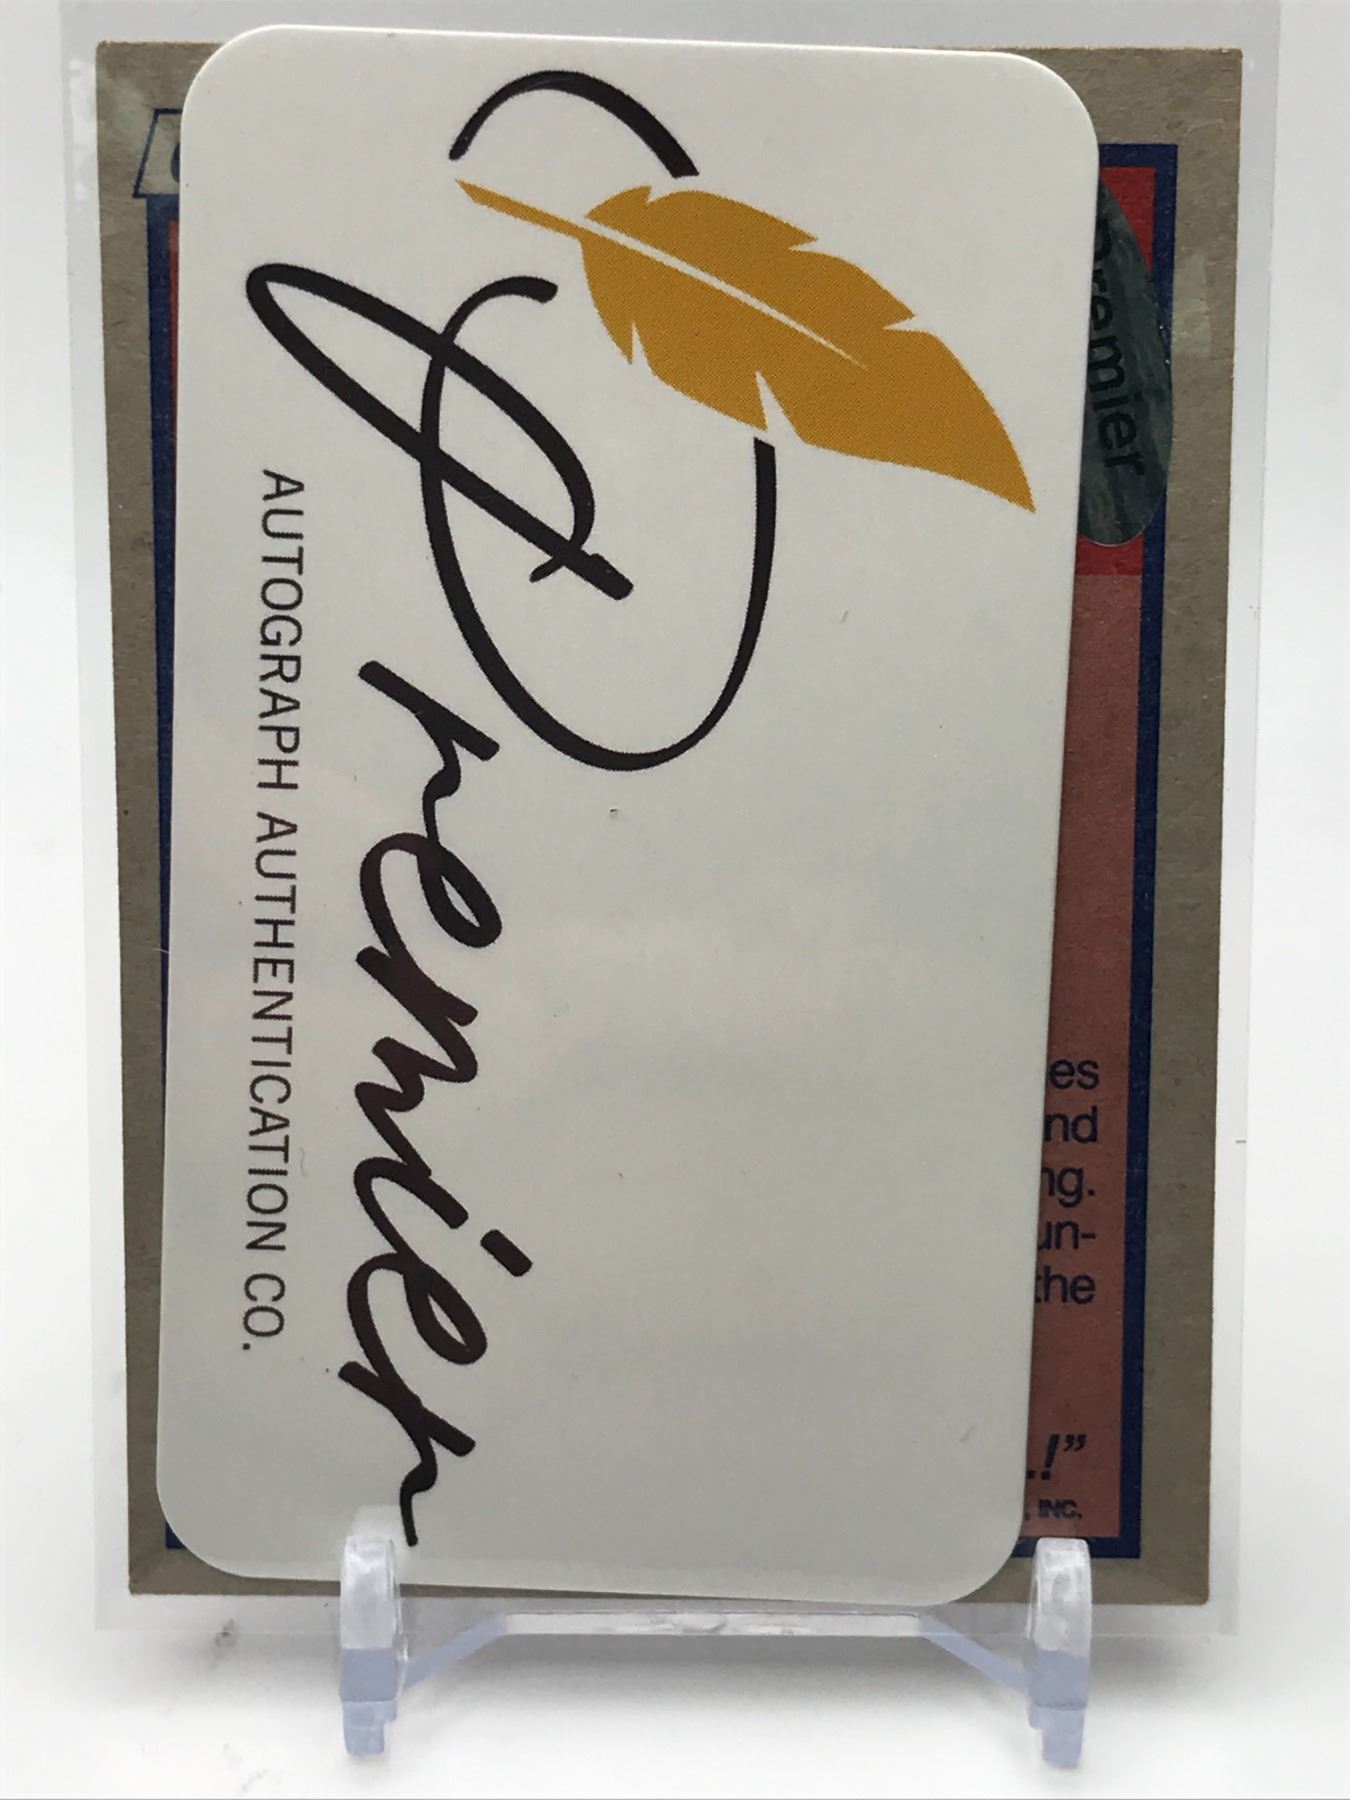 Premier
AUTOGRAPH AUTHENTICATION CO.
Premier
es
nd
ng.
un-
the
.!”
, INC.